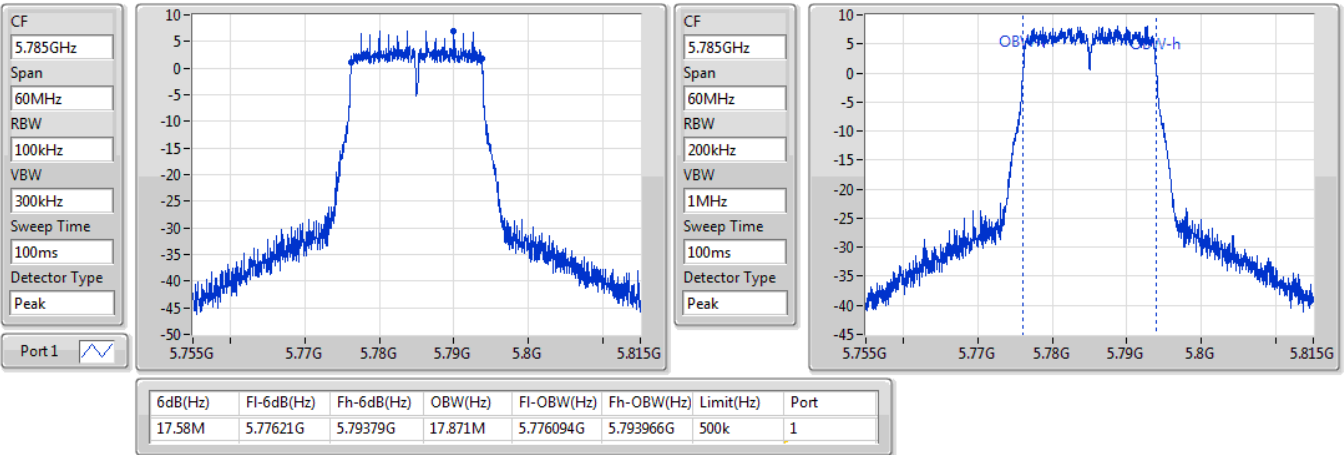 CF
5.785GHz
Span
60MHz
RBW
100kHz
VBW
300kHz
Sweep Time
100ms
Detector Type
Peak
Port 1
10
5
0
-5
-10
-15
-20
-25
-30
-35
-40
-45
-50
5.755G 5.77G 5.78G 5.79G 5.8G 5.815G
CF
5.785GHz
Span
60MHz
RBW
200kHz
VBW
1MHz
Sweep Time
100ms
Detector Type
Peak
10
5
0
-5
-10
-15
-20
-25
-30
-35
-40
-45
5.755G 5.77G 5.78G 5.79G 5.8G 5.815G
6dB(Hz) Fl-6dB(Hz) Fh-6dB(Hz) OBW(Hz) Fl-OBW(Hz) Fh-OBW(Hz) Limit(Hz) Port
17.58M 5.77621G 5.79379G 17.871M 5.776094G 5.793966G 500k 1